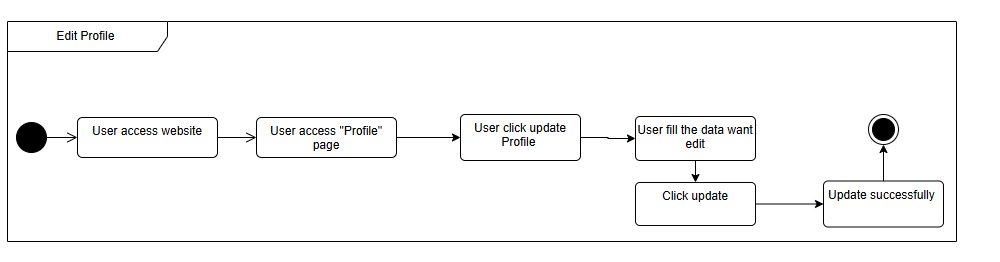 Edit Profile
User access website
User access "Profile"
page
User click update
Profile
User fill the data want
edit
Click update
Update successfully